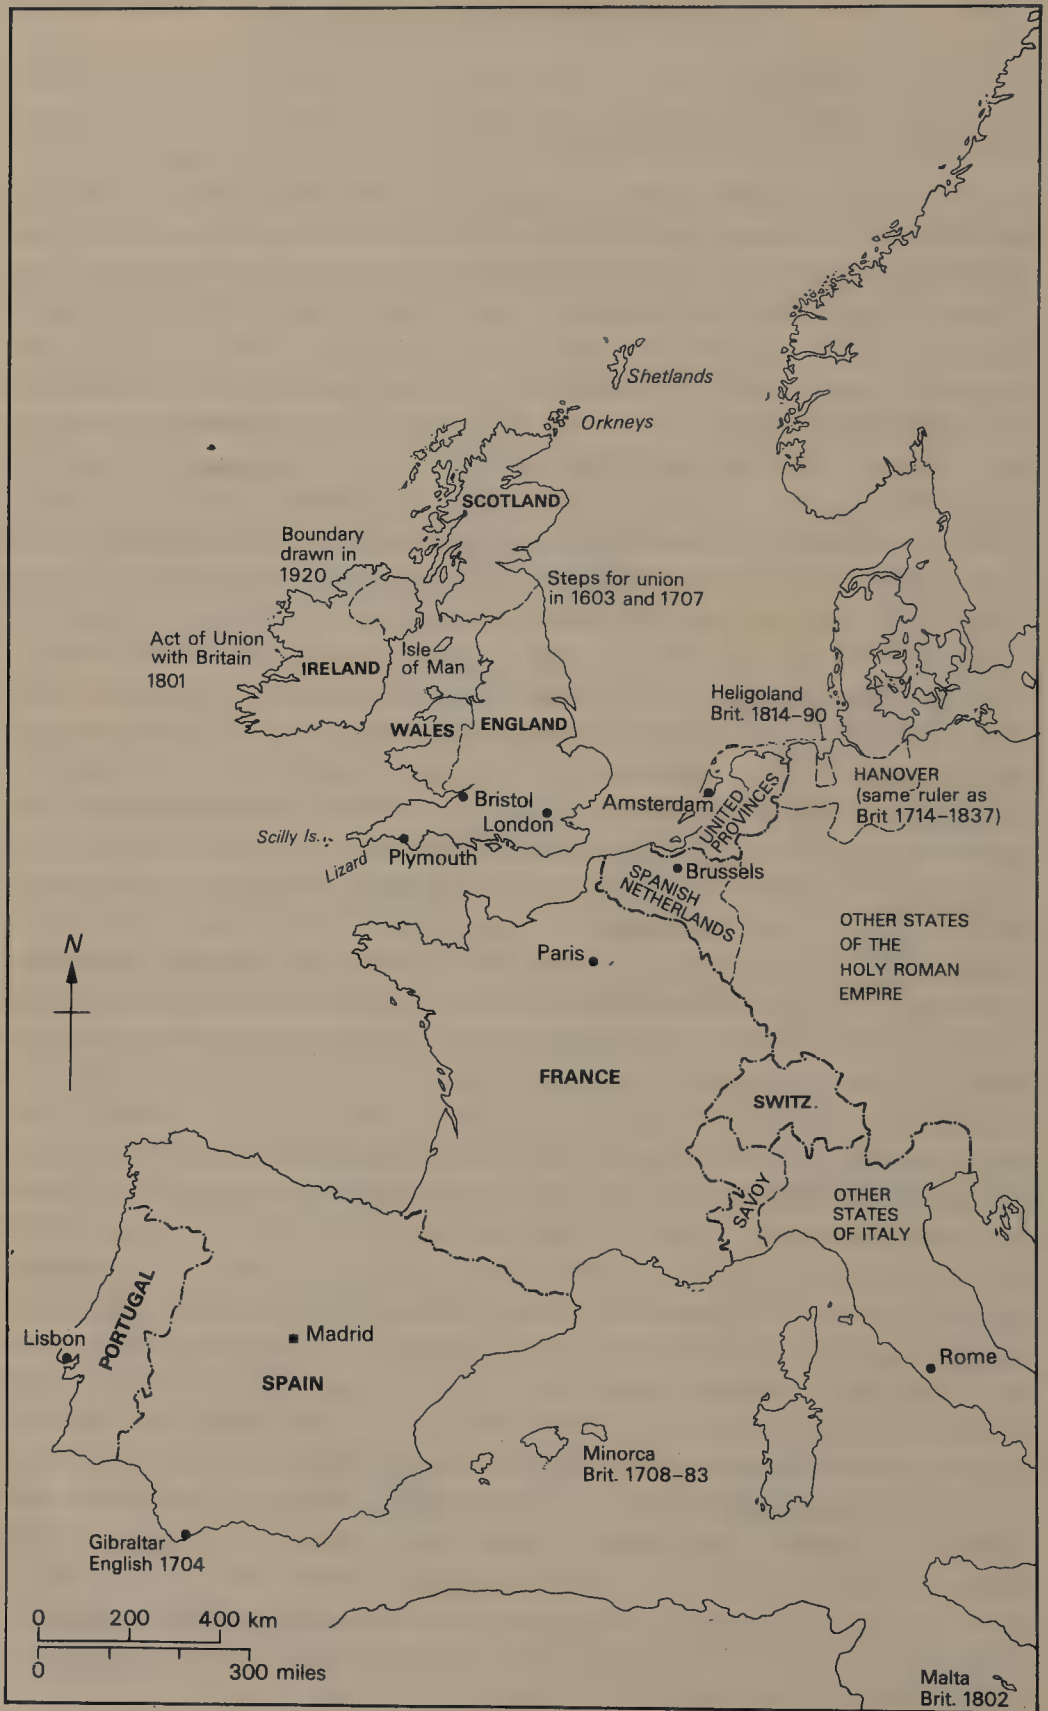 Shetlands
Orkneys
SCOTLAND
Boundary
drawn in
1920
Steps for union
in 1603 and 1707
Act of Union
with Britain
1801
IRELAND
Isle
of Man
WALES
ENGLAND
Heligoland
Brit. 1814–90
HANOVER
(same ruler as
Brit 1714–1837)
Bristol
London
Amsterdam
UNITED
PROVINCES
Scilly Is.
Lizard
Plymouth
Brussels
SPANISH
NETHERLANDS
OTHER STATES
OF THE
HOLY ROMAN
EMPIRE
N
Paris
FRANCE
SWITZ.
SAVOY
OTHER
STATES
OF ITALY
PORTUGAL
Lisbon
Madrid
SPAIN
Rome
Minorca
Brit. 1708–83
Gibraltar
English 1704
0 200 400 km
0 300 miles
Malta
Brit. 1802